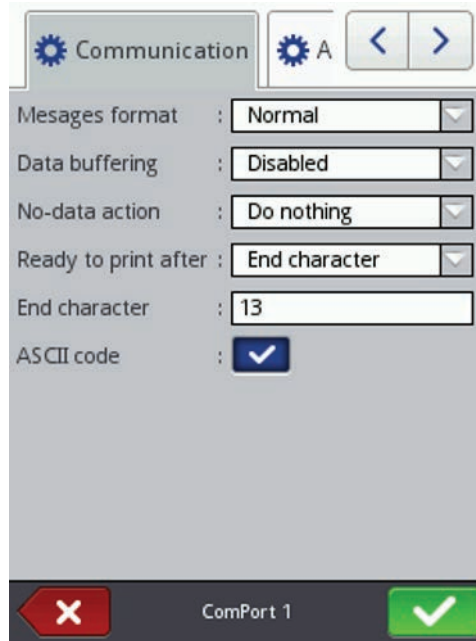 Communication A
Mesages format : Normal
Data buffering : Disabled
No-data action : Do nothing
Ready to print after : End character
End character : 13
ASCII code :
ComPort 1